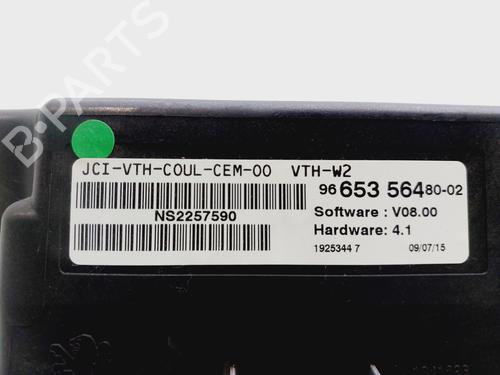 B-PARTS
JCI-VTH-COUL-CEM-00 VTH-W2
96 653 564 80-02
NS2257590
Software : V08.00
Hardware: 4.1
1925344 7 09/07/15